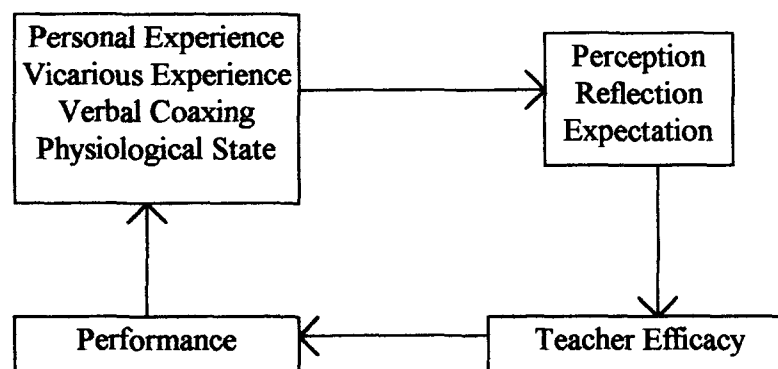 Personal Experience
Vicarious Experience
Verbal Coaxing
Physiological State
Perception
Reflection
Expectation
Performance
Teacher Efficacy